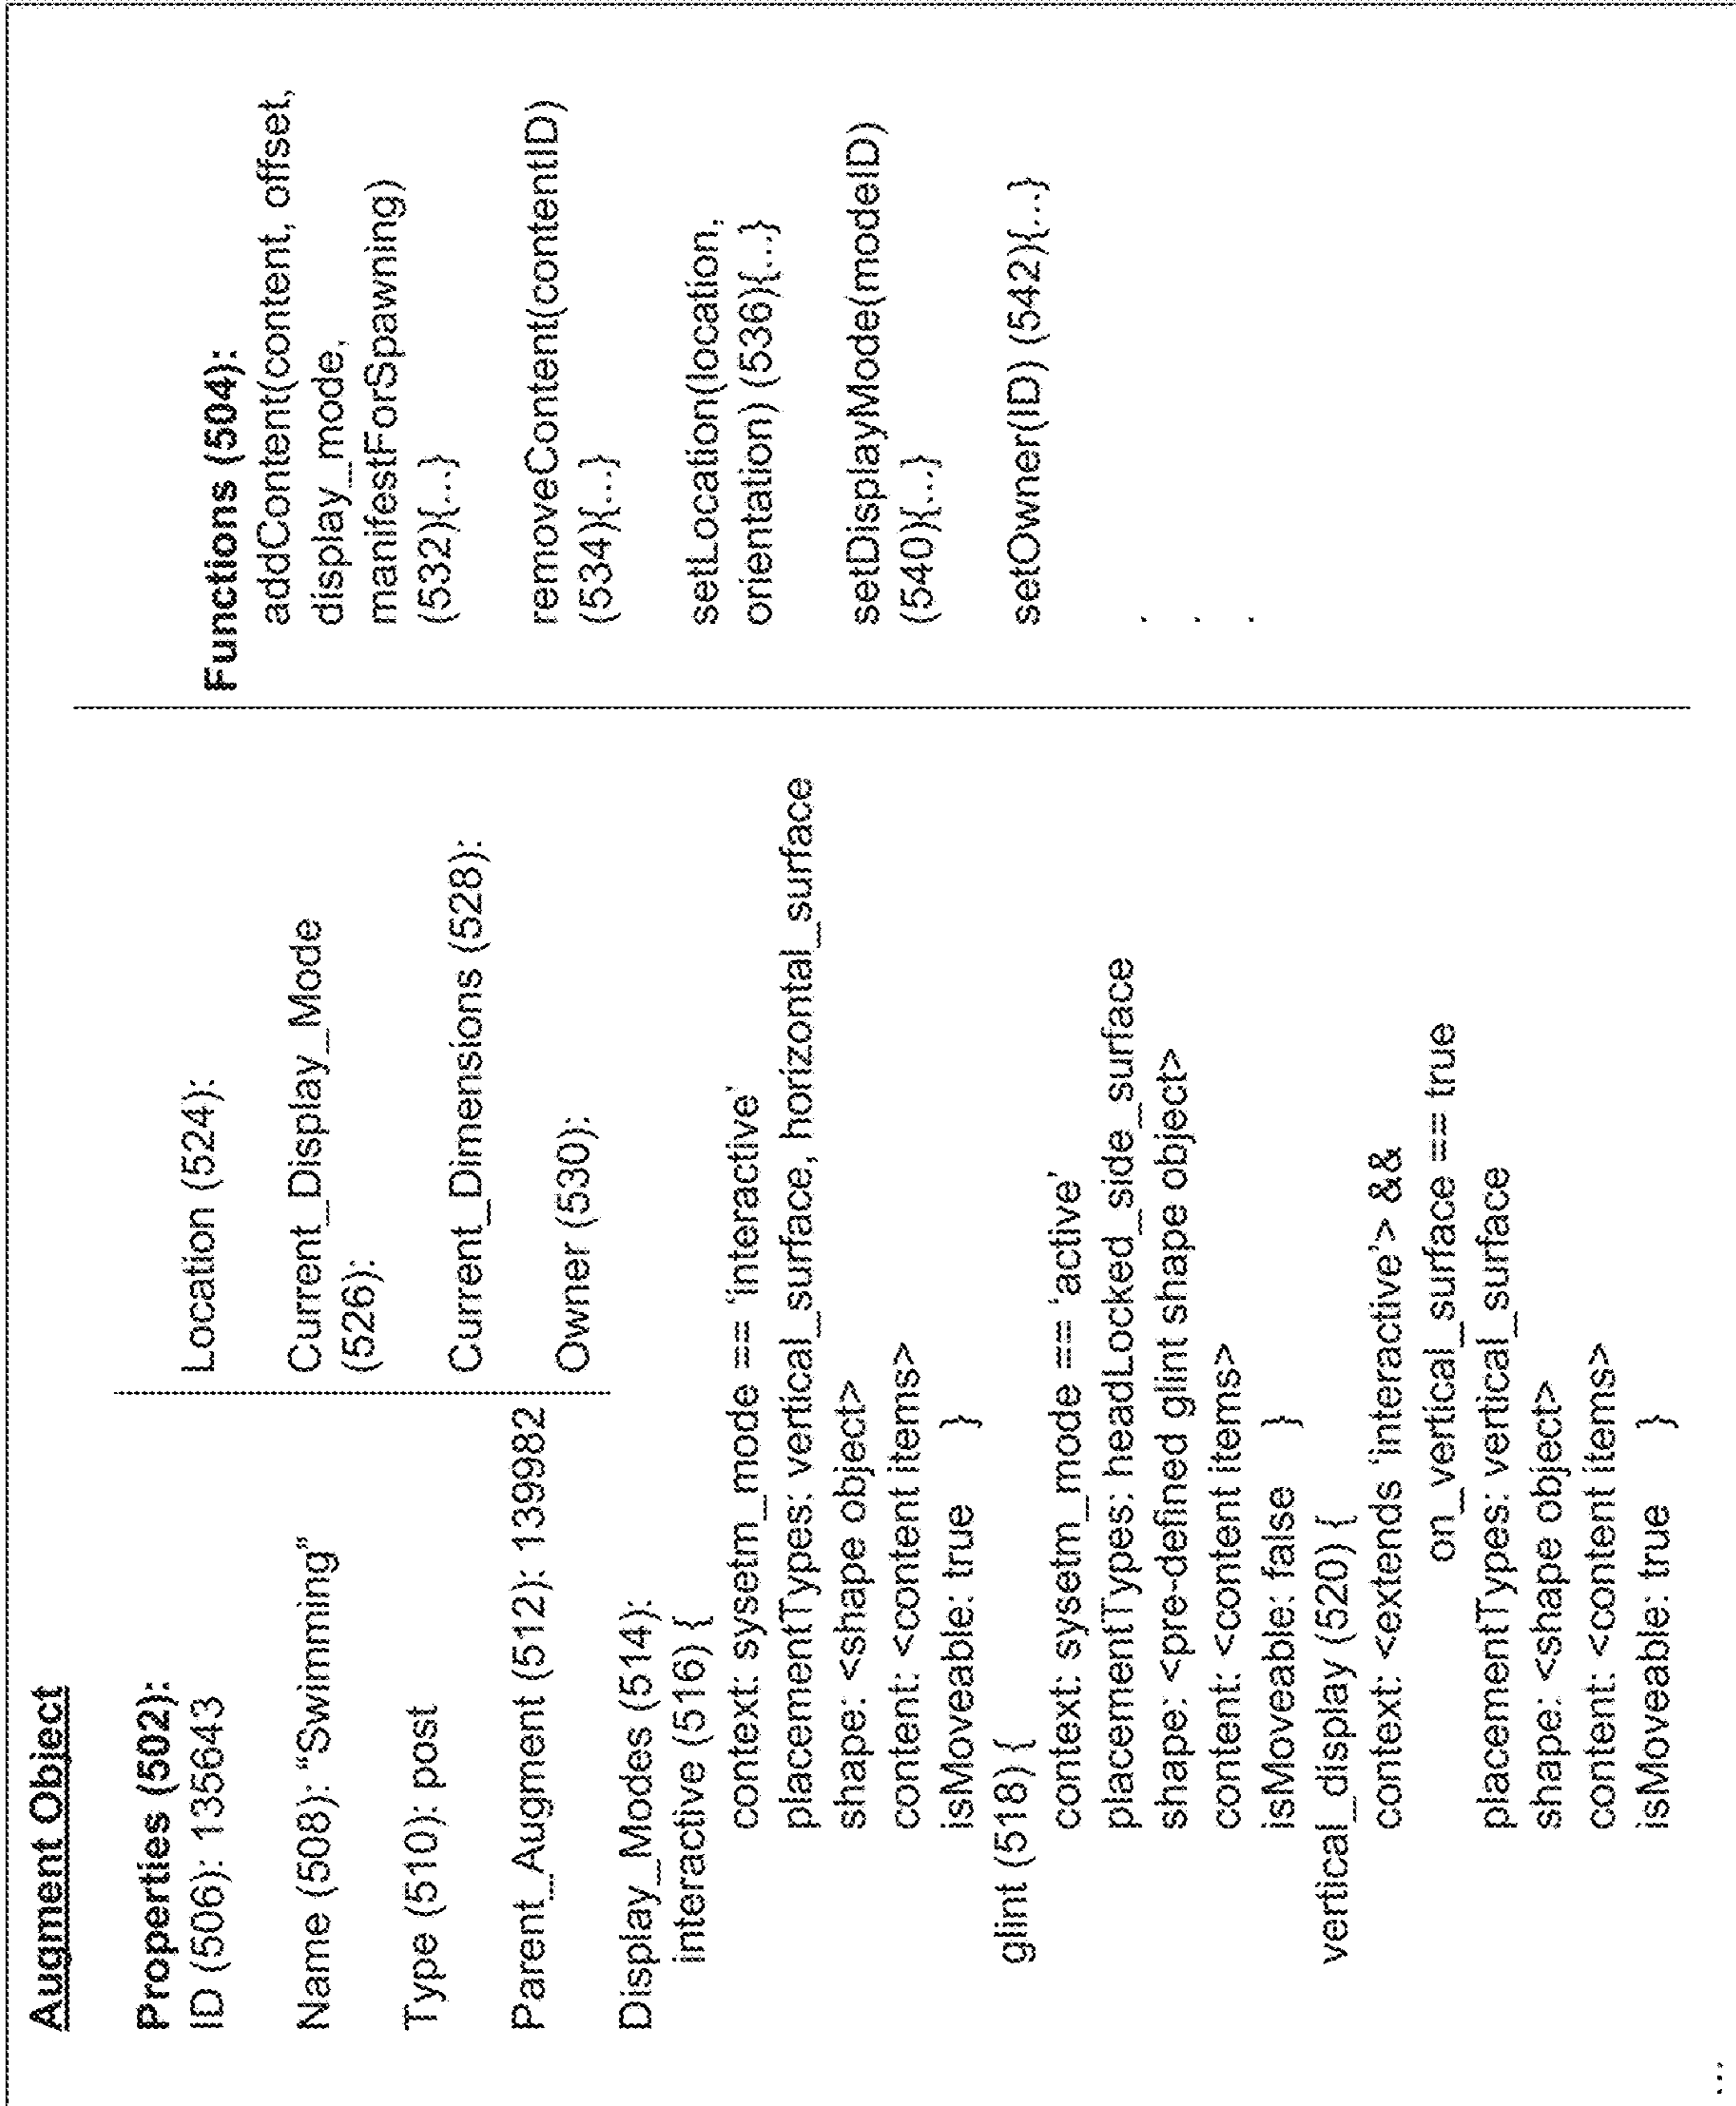 Augment Object
Properties (502):
ID (506): 135643
Name (508): “Swimming”
Type (510): post
Parent_Augment (512): 139982
Location (524):
Current_Display_Mode
(526):
Current_Dimensions (528):
Owner (530):
Display_Modes (514):
interactive (516) {
context: sysetm_mode == ‘interactive’
placementTypes: vertical_surface, horizontal_surface
shape: <shape object>
content: <content items>
isMoveable: true }
glint (518) {
context: sysetm_mode == ‘active’
placementTypes: headLocked_side_surface
shape: <pre-defined glint shape object>
content: <content items>
isMoveable: false }
vertical_display (520) {
context: <extends ‘interactive’> &&
on_vertical_surface == true
placementTypes: vertical_surface
shape: <shape object>
content: <content items>
isMoveable: true }
...
Functions (504):
addContent(content, offset,
display_mode,
manifestForSpawning)
(532){...}
removeContent(contentID)
(534){...}
setLocation(location,
orientation) (536){...}
setDisplayMode(modeID)
(540){...}
setOwner(ID) (542){...}
.
.
.